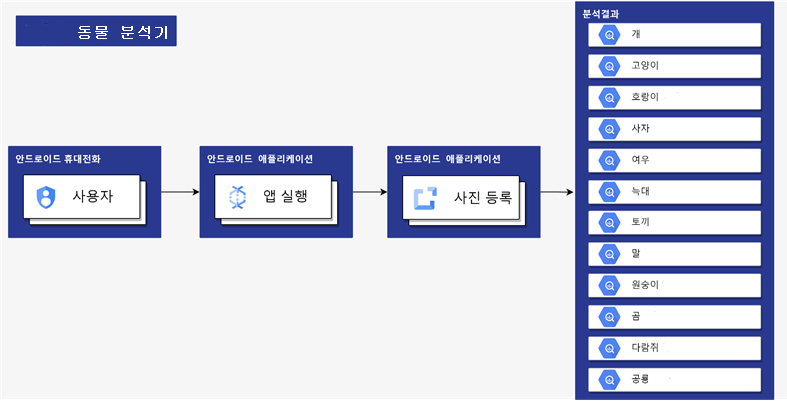 동물 분석기
안드로이드 휴대전화
사용자
안드로이드 애플리케이션
앱 실행
안드로이드 애플리케이션
사진 등록
분석결과
개
고양이
호랑이
사자
여우
늑대
토끼
말
원숭이
곰
다람쥐
공룡